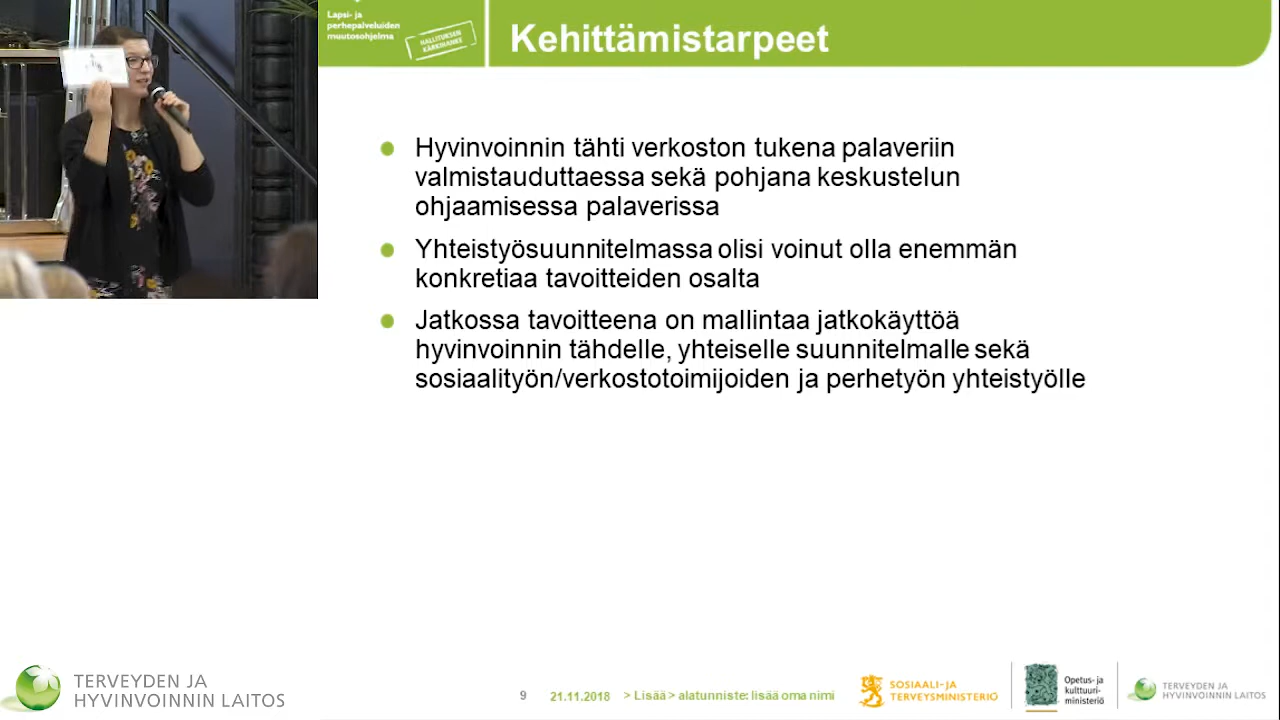 Lapsi- ja
perhepalveluiden
muutosohjelma
HALLITUKSEN
KÄRKIHANKE
Kehittämistarpeet
Hyvinvoinnin tähti verkoston tukena palaveriin
valmistauduttaessa sekä pohjana keskustelun
ohjaamisessa palaverissa
Yhteistyösuunnitelmassa olisi voinut olla enemmän
konkretiaa tavoitteiden osalta
Jatkossa tavoitteena on mallintaa jatkokäyttöä
hyvinvoinnin tähdelle, yhteiselle suunnitelmalle sekä
sosiaalityön/verkostotoimijoiden ja perhetyön yhteistyölle
TERVEYDEN JA
HYVINVOINNIN LAITOS
9 21.11.2018 > Lisää > alatunniste: lisää oma nimi
SOSIAALI- JA
TERVEYSMINISTERIÖ
Opetus- ja
kulttuuri-
ministeriö
TERVEYDEN JA
HYVINVOINNIN LAITOS